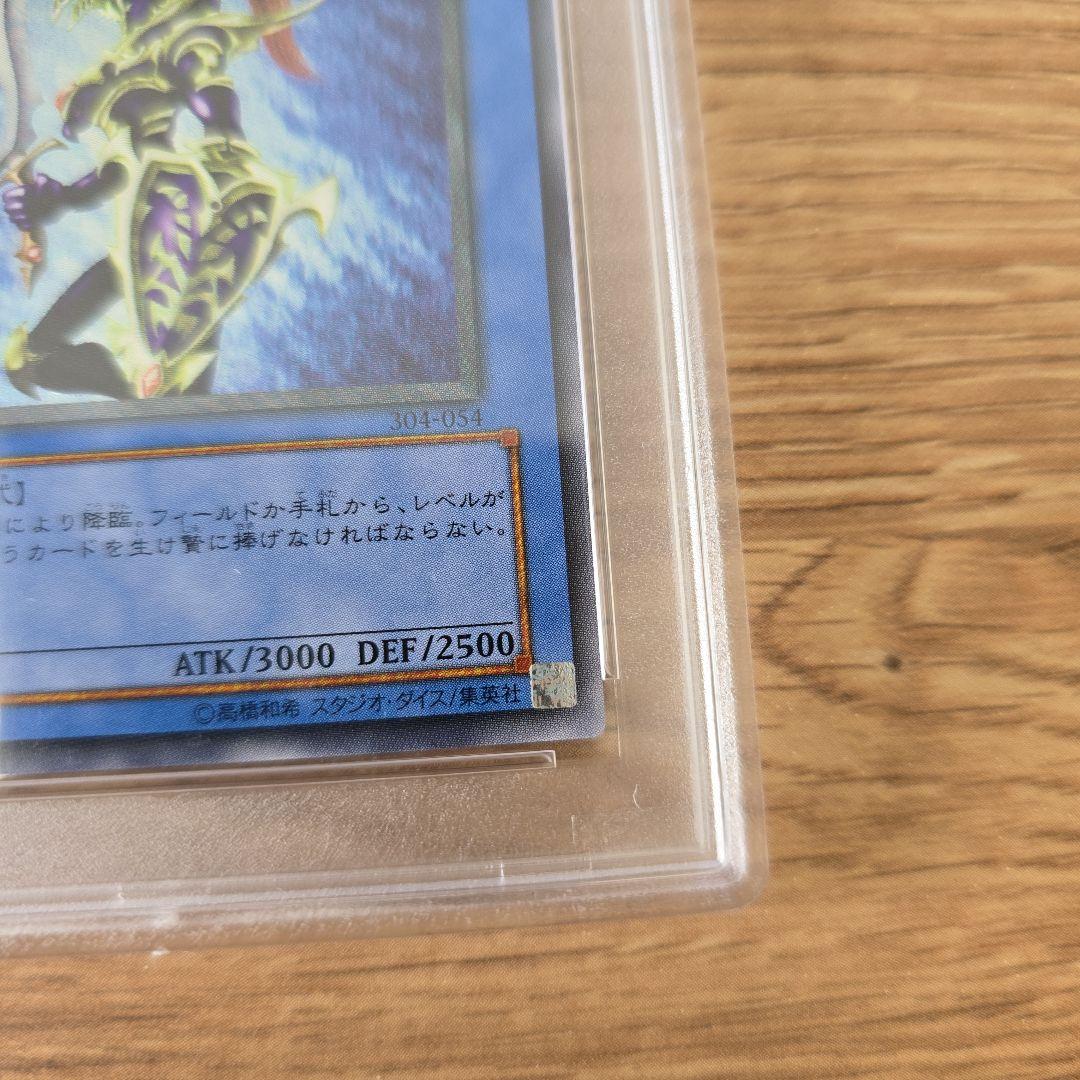 304-054
代】
により降臨。フィールドか手札から、レベルが
うカードを生け贄に捧げなければならない。
ATK/3000 DEF/2500
©高橋和希 スタジオ・ダイス/集英社